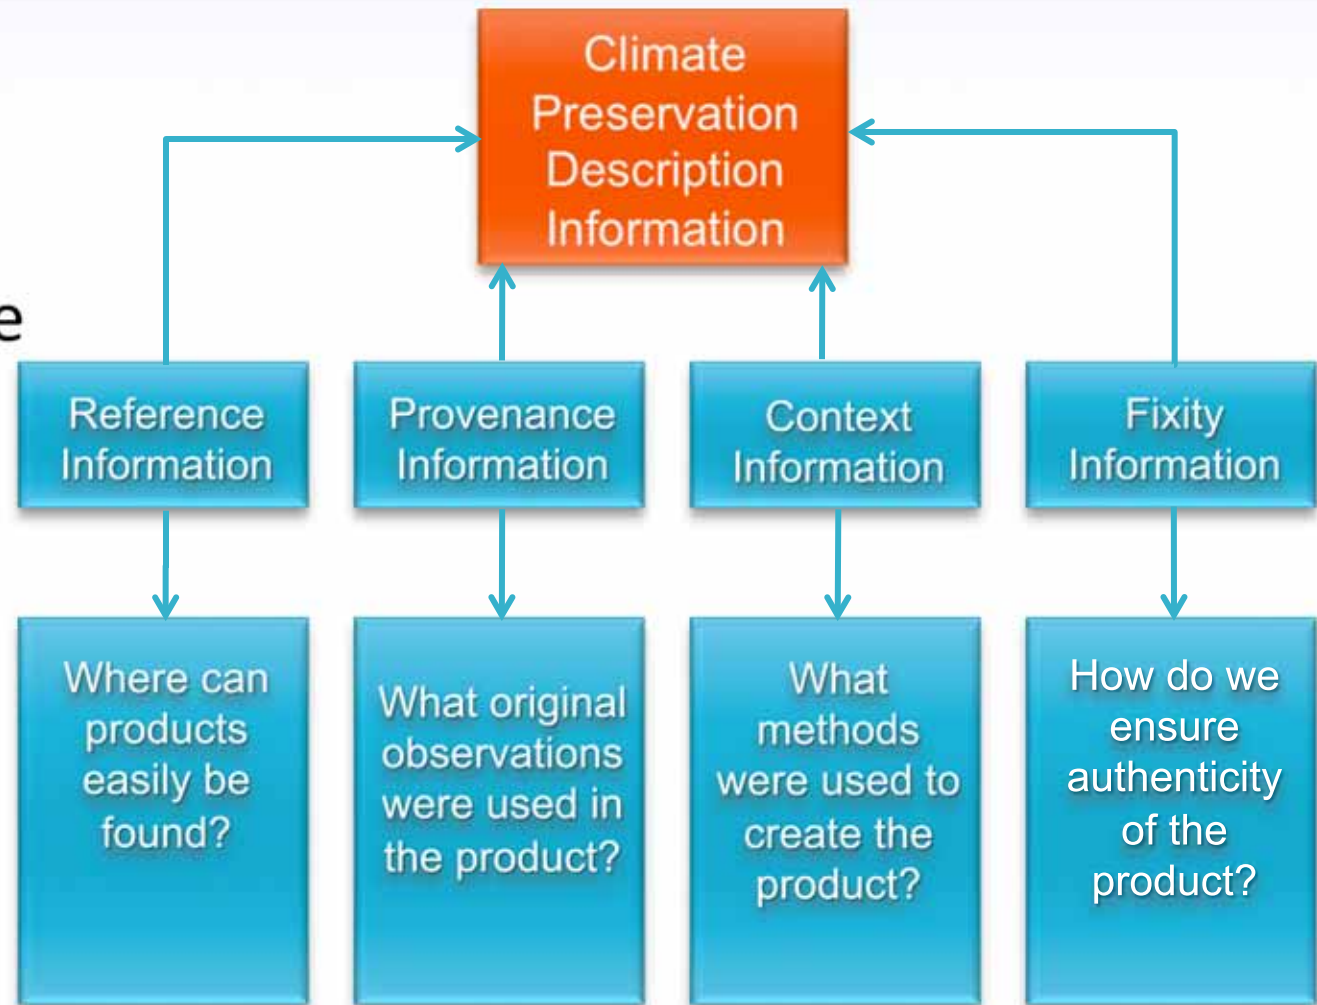 Climate
Preservation
Description
Information
e
Reference
Information
Provenance
Information
Context
Information
Fixity
Information
Where can
products
easily be
found?
What original
observations
were used in
the product?
What
methods
were used to
create the
product?
How do we
ensure
authenticity
of the
product?